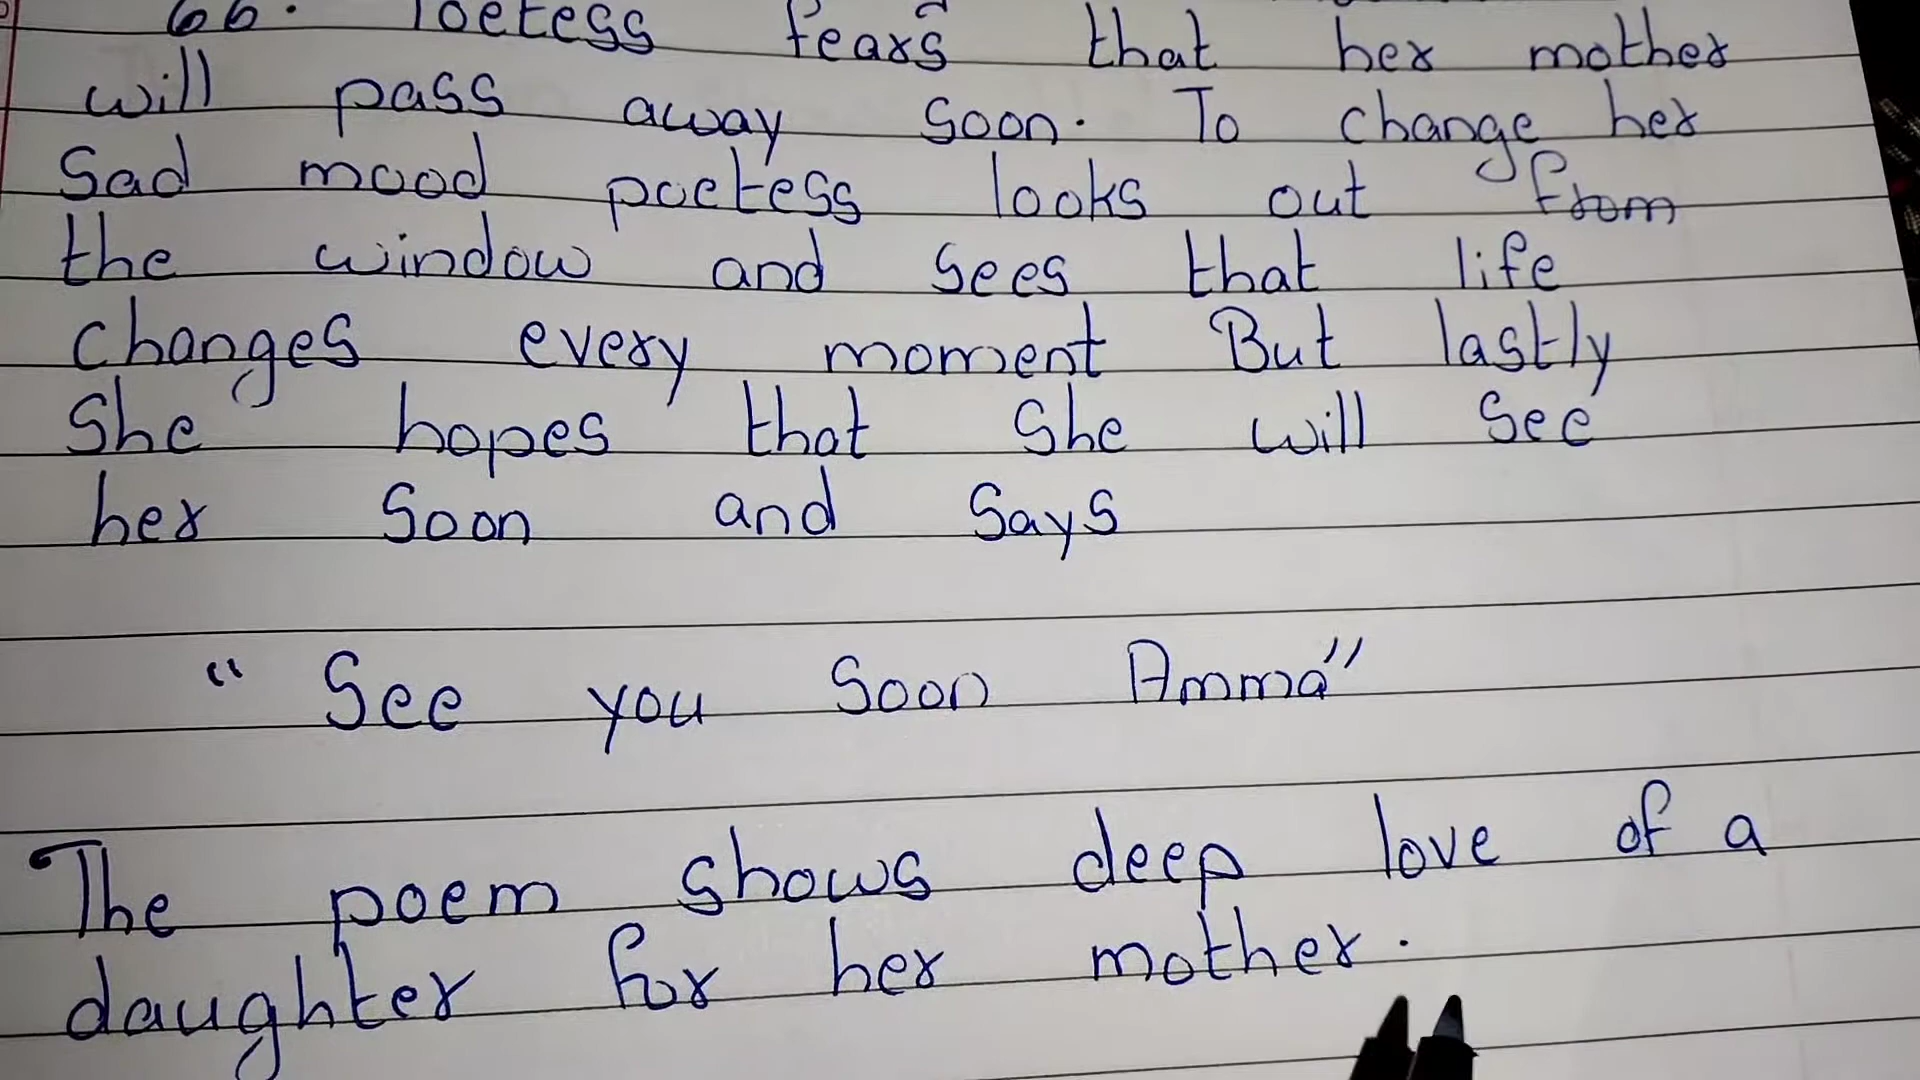 66. Poetess fears that her mother
will pass away soon. To change her
Sad mood poetess looks out from
the window and sees that life
changes every moment But lastly
She hopes that She will See
her Soon and Says
“ See you Soon Amma”
The poem shows deep love of a
daughter for her mother.